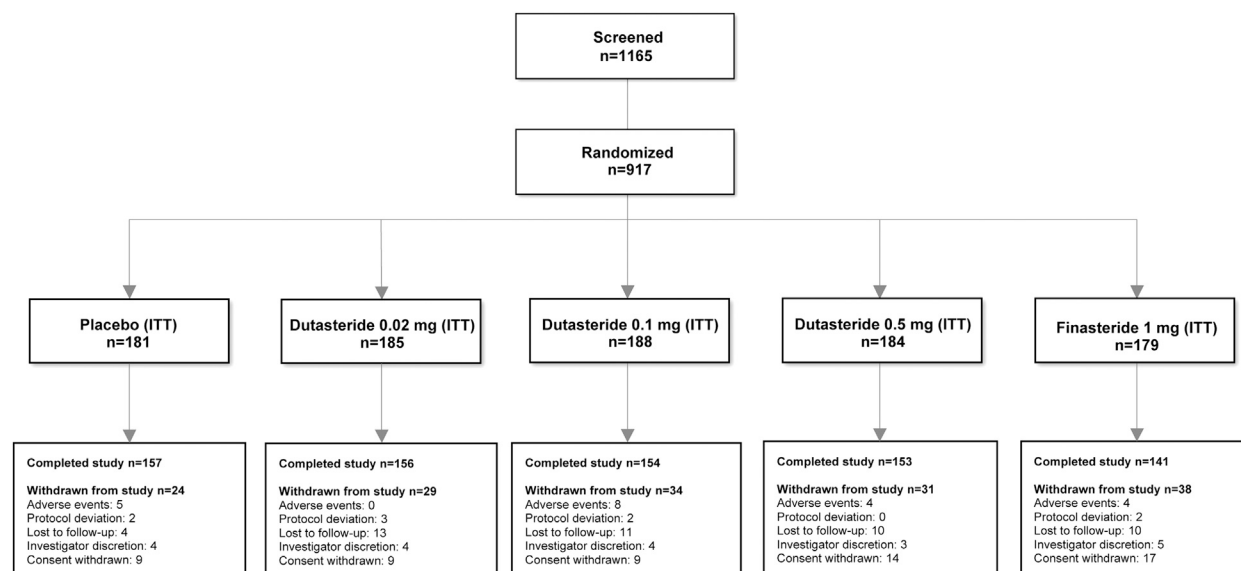 Screened
n=1165
Randomized
n=917
Placebo (ITT)
n=181
Dutasteride 0.02 mg (ITT)
n=185
Dutasteride 0.1 mg (ITT)
n=188
Dutasteride 0.5 mg (ITT)
n=184
Finasteride 1 mg (ITT)
n=179
Completed study n=157
Withdrawn from study n=24
Adverse events: 5
Protocol deviation: 2
Lost to follow-up: 4
Investigator discretion: 4
Consent withdrawn: 9
Completed study n=156
Withdrawn from study n=29
Adverse events: 0
Protocol deviation: 3
Lost to follow-up: 13
Investigator discretion: 4
Consent withdrawn: 9
Completed study n=154
Withdrawn from study n=34
Adverse events: 8
Protocol deviation: 2
Lost to follow-up: 11
Investigator discretion: 4
Consent withdrawn: 9
Completed study n=153
Withdrawn from study n=31
Adverse events: 4
Protocol deviation: 0
Lost to follow-up: 10
Investigator discretion: 3
Consent withdrawn: 14
Completed study n=141
Withdrawn from study n=38
Adverse events: 4
Protocol deviation: 2
Lost to follow-up: 10
Investigator discretion: 5
Consent withdrawn: 17